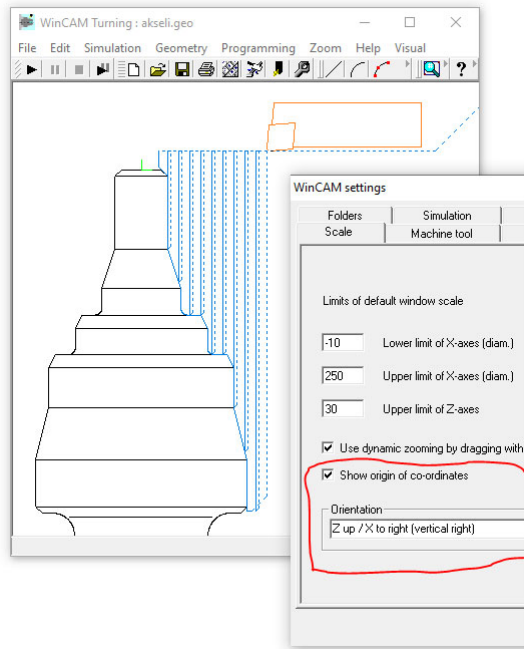 WinCAM Turning : akseli.geo
File Edit Simulation Geometry Programming Zoom Help Visual
WinCAM settings
Folders Simulation
Scale Machine tool
Limits of default window scale
-10 Lower limit of X-axes (diam.)
250 Upper limit of X-axes (diam.)
30 Upper limit of Z-axes
Use dynamic zooming by dragging with
Show origin of co-ordinates
Orientation
Z up / X to right (vertical right)